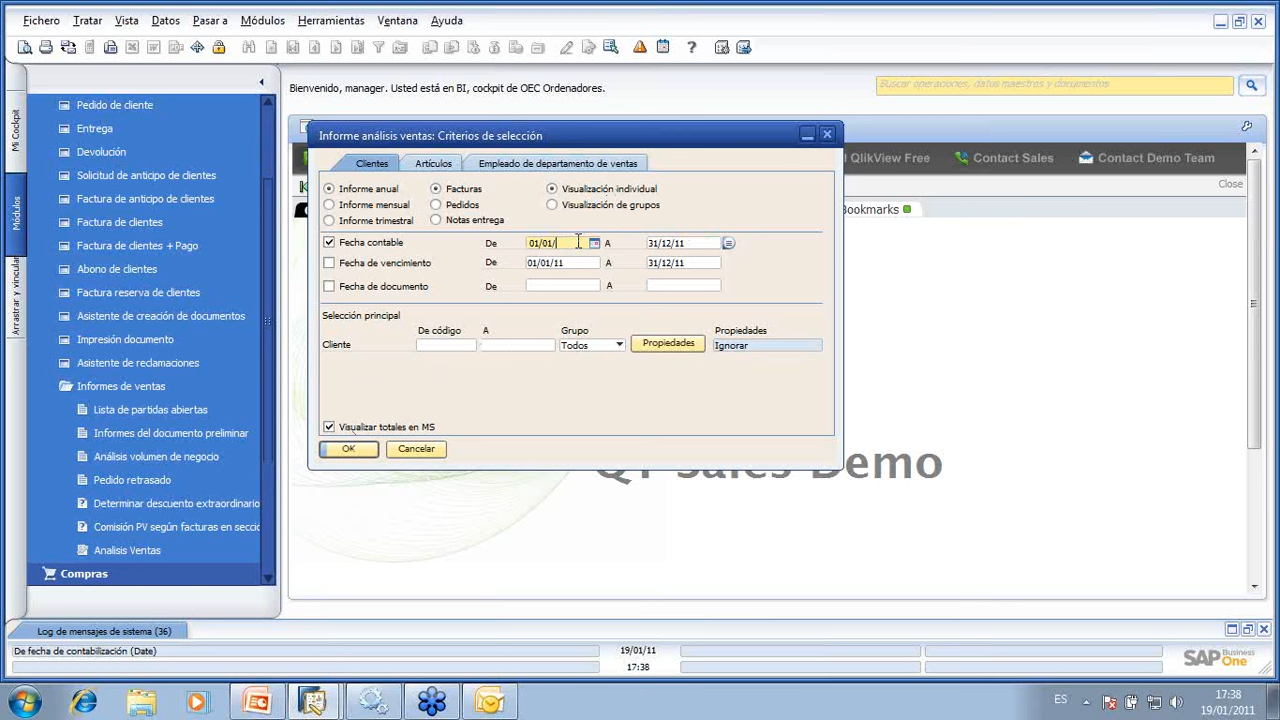 Fichero Tratar Vista Datos Pasar a Módulos Herramientas Ventana Ayuda
Bienvenido, manager. Usted está en BI, cockpit de OEC Ordenadores.
Buscar operaciones, datos maestros y documentos
Mi Cockpit
Módulos
Arrastrar y vincular
Pedido de cliente
Entrega
Devolución
Solicitud de anticipo de cliente
Factura de anticipo de cliente
Factura de clientes
Factura de clientes + Pago
Abono de clientes
Factura reserva de clientes
Asistente de creación de documentos
Impresión documento
Asistente de reclamaciones
Informes de ventas
Lista de partidas abiertas
Informes del documento preliminar
Análisis volumen de negocio
Pedido retrasado
Determinar descuento extraordinario
Comisión PV según facturas en secció
Analisis Ventas
Compras
QlikView Free Contact Sales Contact Demo Team
Close
Bookmarks
Informe análisis ventas: Criterios de selección
Clientes Artículos Empleado de departamento de ventas
Informe anual Facturas Visualización individual
Informe mensual Pedidos Visualización de grupos
Informe trimestral Notas entrega
Fecha contable De 01/01/ A 31/12/11
Fecha de vencimiento De 01/01/11 A 31/12/11
Fecha de documento De A
Selección principal
De código A Grupo Propiedades
Cliente Todos Propiedades Ignorar
Visualizar totales en MS
OK Cancelar
Sales Demo
Log de mensajes de sistema (36)
De fecha de contabilización (Date) 19/01/11
17:38
SAP Business One
ES 17:38
19/01/2011